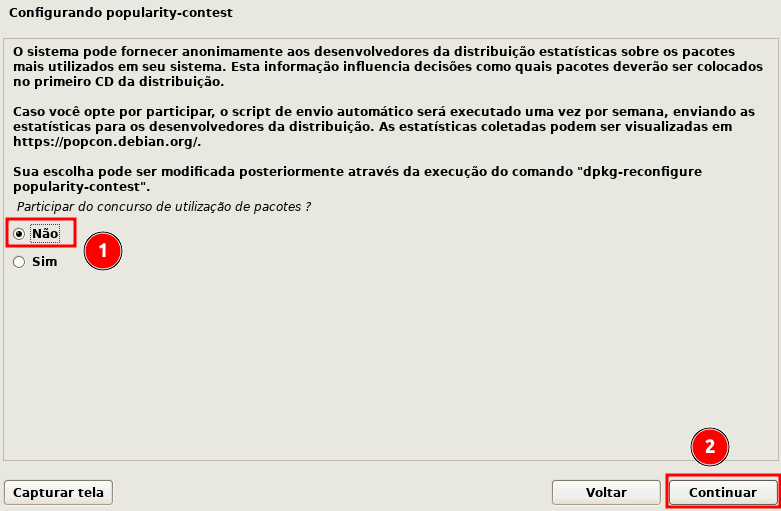 Configurando popularity-contest
O sistema pode fornecer anonimamente aos desenvolvedores da distribuição estatísticas sobre os pacotes
mais utilizados em seu sistema. Esta informação influencia decisões como quais pacotes deverão ser colocados
no primeiro CD da distribuição.
Caso você opte por participar, o script de envio automático será executado uma vez por semana, enviando as
estatísticas para os desenvolvedores da distribuição. As estatísticas coletadas podem ser visualizadas em
https://popcon.debian.org/.
Sua escolha pode ser modificada posteriormente através da execução do comando "dpkg-reconfigure
popularity-contest".
Participar do concurso de utilização de pacotes ?
Não
1
Sim
2
Capturar tela
Voltar
Continuar